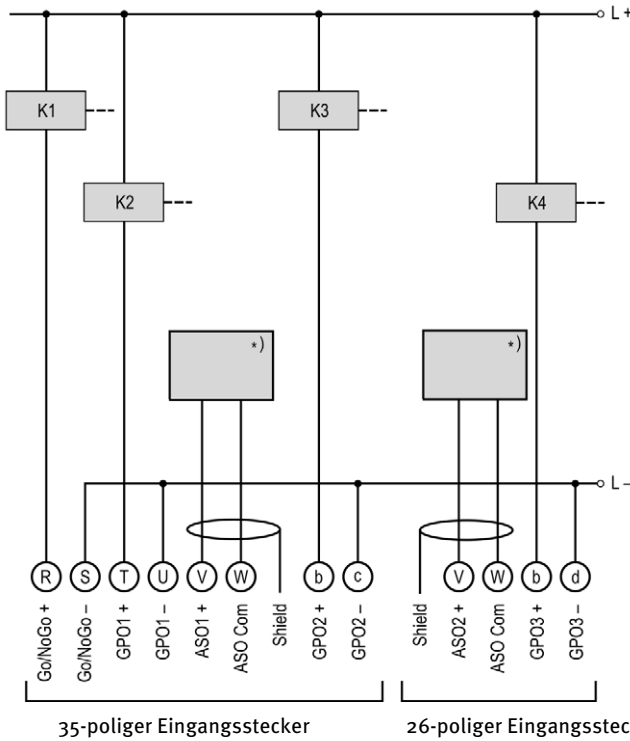 L +
K1
K3
K2
K4
*)
*)
L –
R
S
T
U
V
W
b
c
V
W
b
d
Go/NoGo +
Go/NoGo –
GPO1 +
GPO1 –
ASO1 +
ASO Com
Shield
GPO2 +
GPO2 –
Shield
ASO2 +
ASO Com
GPO3 +
GPO3 –
35-poliger Eingangsstecker
26-poliger Eingangsstec